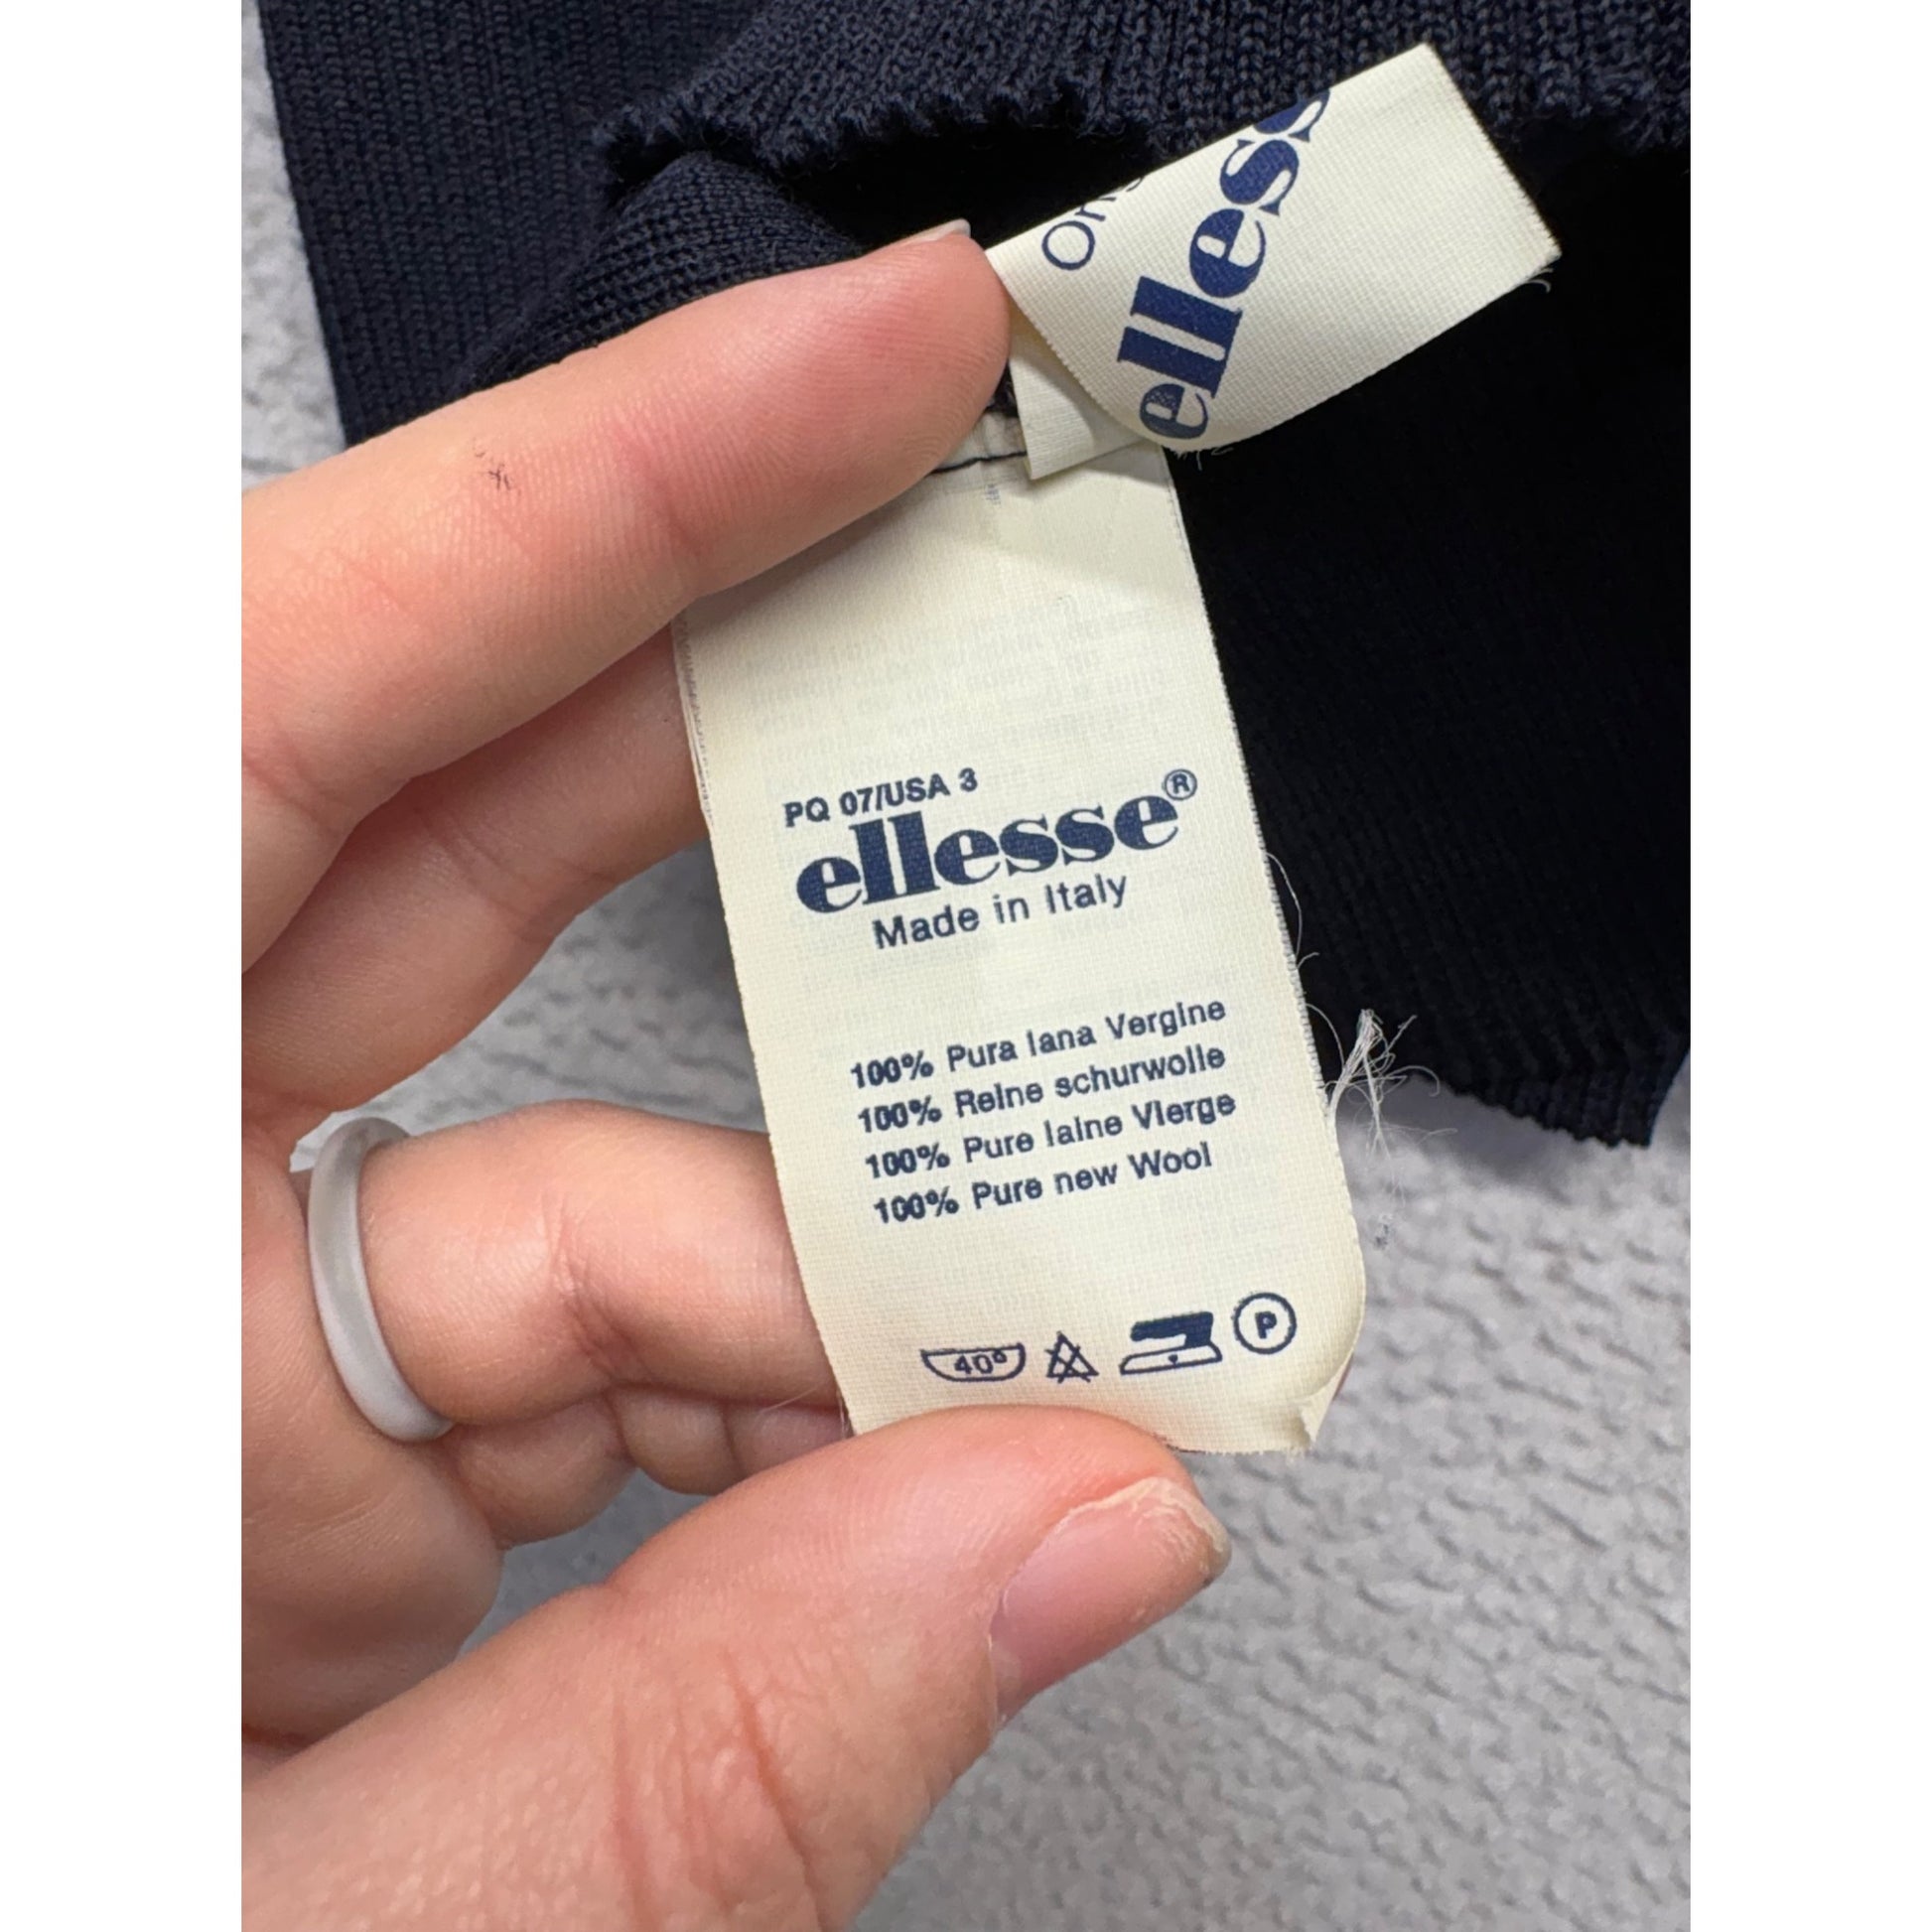 ellesse
PQ 07/USA 3
ellesse®
Made in Italy
100% Pura lana Vergine
100% Reine schurwolle
100% Pure laine Vierge
100% Pure new Wool
40° P